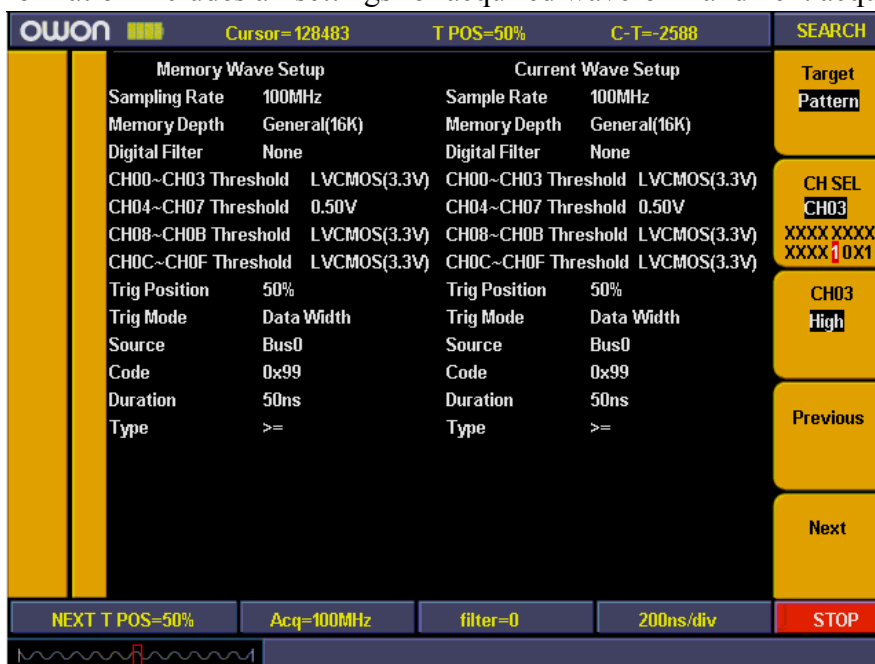 OWON Cursor=128483 T POS=50% C-T=-2588 SEARCH
Memory Wave Setup Current Wave Setup
Sampling Rate 100MHz Sample Rate 100MHz
Memory Depth General(16K) Memory Depth General(16K)
Digital Filter None Digital Filter None
CH00~CH03 Threshold LVCMOS(3.3V) CH00~CH03 Threshold LVCMOS(3.3V)
CH04~CH07 Threshold 0.50V CH04~CH07 Threshold 0.50V
CH08~CH0B Threshold LVCMOS(3.3V) CH08~CH0B Threshold LVCMOS(3.3V)
CH0C~CH0F Threshold LVCMOS(3.3V) CH0C~CH0F Threshold LVCMOS(3.3V)
Trig Position 50% Trig Position 50%
Trig Mode Data Width Trig Mode Data Width
Source Bus0 Source Bus0
Code 0x99 Code 0x99
Duration 50ns Duration 50ns
Type >= Type >=
Target
Pattern
CH SEL
CH03
XXXX XXXX
XXXX 1 0X1
CH03
High
Previous
Next
NEXT T POS=50% Acq=100MHz filter=0 200ns/div STOP